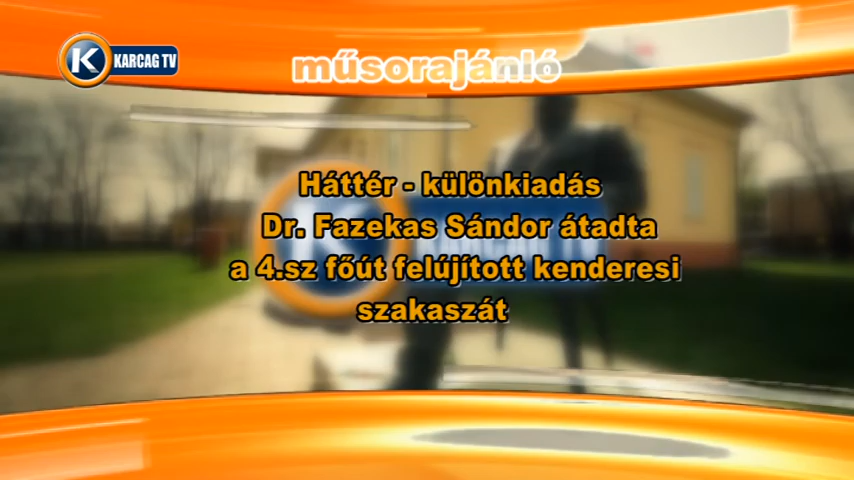 K KARCAG TV
műsorajánló
Háttér - különkiadás
Dr. Fazekas Sándor átadta
a 4.sz főút felújított kenderesi
szakaszát